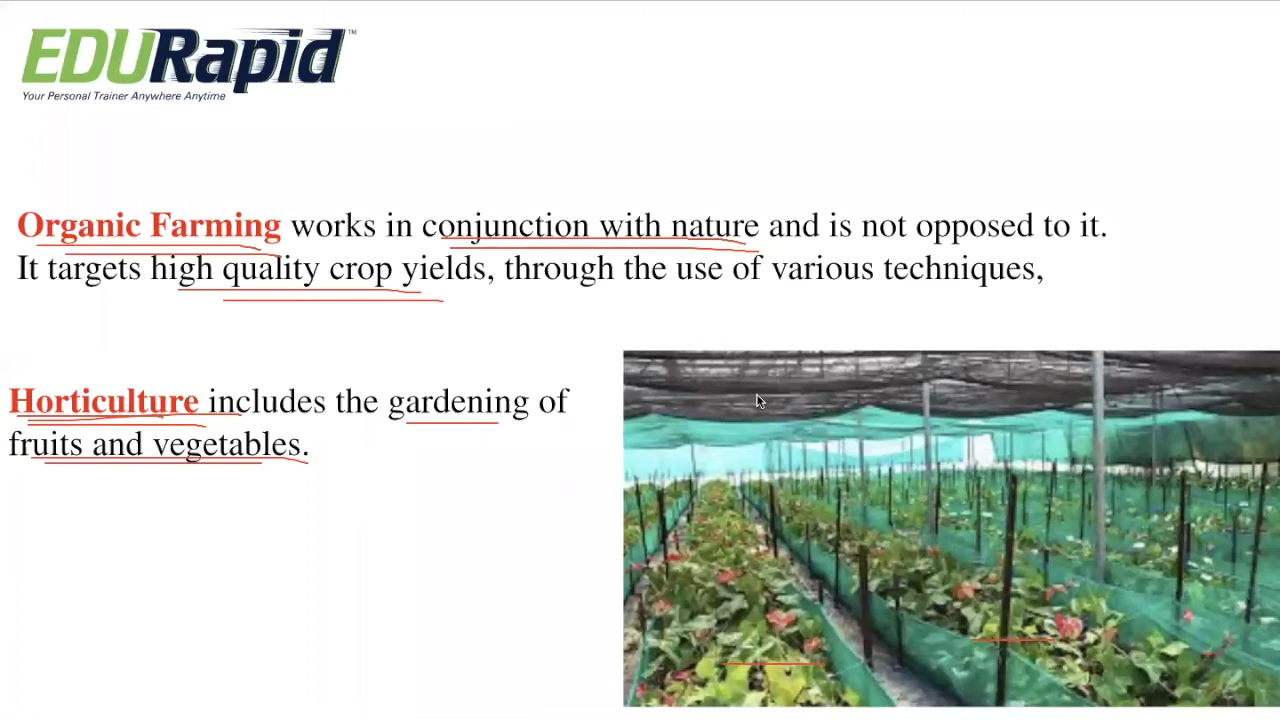 EDURapid™
Your Personal Trainer Anywhere Anytime
Organic Farming works in conjunction with nature and is not opposed to it.
It targets high quality crop yields, through the use of various techniques,
Horticulture includes the gardening of
fruits and vegetables.